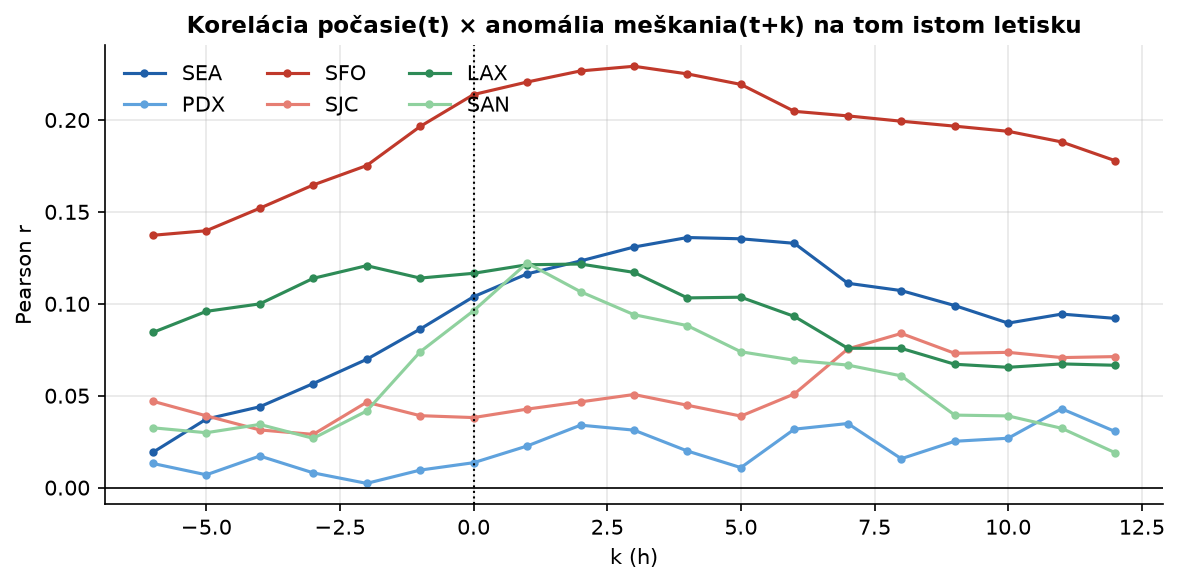 Korelácia počasie(t) × anomália meškania(t+k) na tom istom letisku
SEA SFO LAX
PDX SJC SAN
Pearson r
0.20
0.15
0.10
0.05
0.00
−5.0 −2.5 0.0 2.5 5.0 7.5 10.0 12.5
k (h)